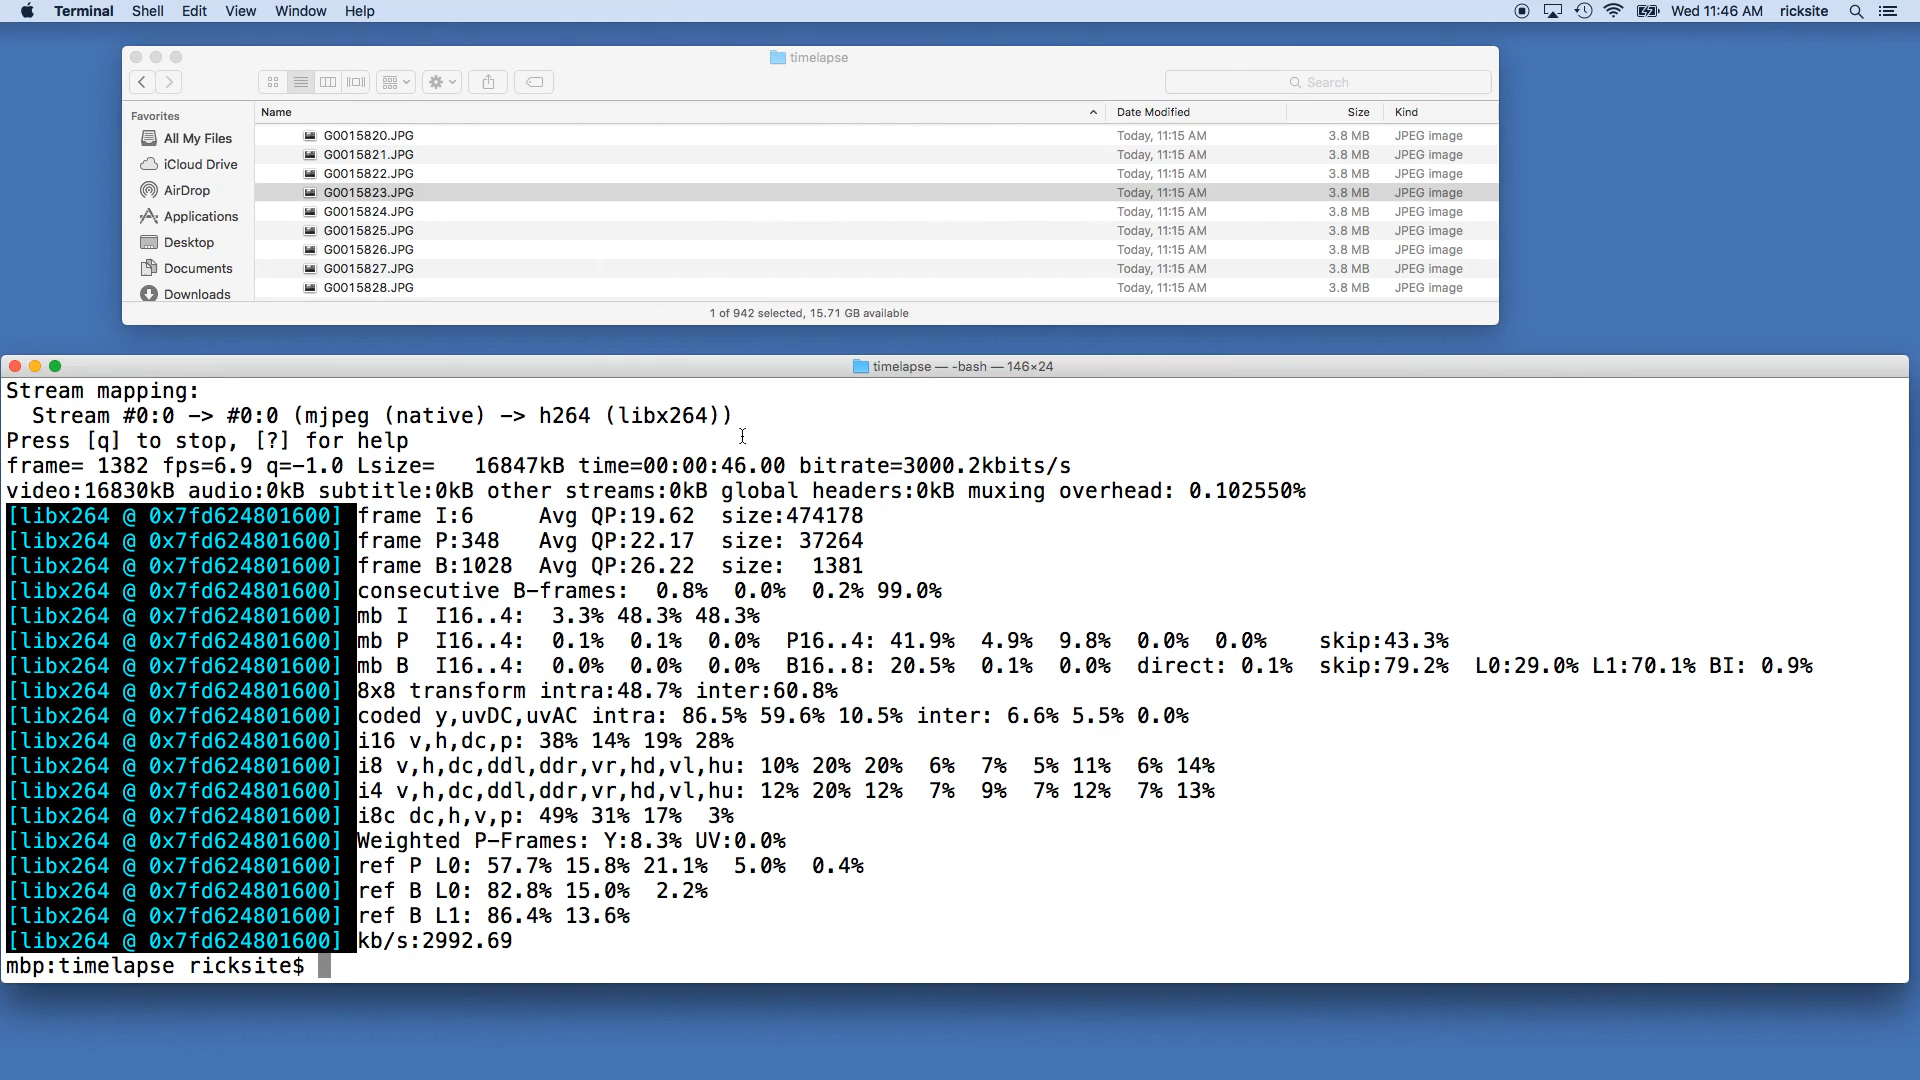 Terminal Shell Edit View Window Help Wed 11:46 AM ricksite
timelapse
Search
Favorites
All My Files
iCloud Drive
AirDrop
Applications
Desktop
Documents
Downloads
Name Date Modified Size Kind
G0015820.JPG Today, 11:15 AM 3.8 MB JPEG image
G0015821.JPG Today, 11:15 AM 3.8 MB JPEG image
G0015822.JPG Today, 11:15 AM 3.8 MB JPEG image
G0015823.JPG Today, 11:15 AM 3.8 MB JPEG image
G0015824.JPG Today, 11:15 AM 3.8 MB JPEG image
G0015825.JPG Today, 11:15 AM 3.8 MB JPEG image
G0015826.JPG Today, 11:15 AM 3.8 MB JPEG image
G0015827.JPG Today, 11:15 AM 3.8 MB JPEG image
G0015828.JPG Today, 11:15 AM 3.8 MB JPEG image
1 of 942 selected, 15.71 GB available
timelapse — -bash — 146×24
Stream mapping:
  Stream #0:0 -> #0:0 (mjpeg (native) -> h264 (libx264))
Press [q] to stop, [?] for help
frame= 1382 fps=6.9 q=-1.0 Lsize=   16847kB time=00:00:46.00 bitrate=3000.2kbits/s
video:16830kB audio:0kB subtitle:0kB other streams:0kB global headers:0kB muxing overhead: 0.102550%
[libx264 @ 0x7fd624801600] frame I:6     Avg QP:19.62  size:474178
[libx264 @ 0x7fd624801600] frame P:348   Avg QP:22.17  size: 37264
[libx264 @ 0x7fd624801600] frame B:1028  Avg QP:26.22  size:  1381
[libx264 @ 0x7fd624801600] consecutive B-frames:  0.8%  0.0%  0.2% 99.0%
[libx264 @ 0x7fd624801600] mb I  I16..4:  3.3% 48.3% 48.3%
[libx264 @ 0x7fd624801600] mb P  I16..4:  0.1%  0.1%  0.0%  P16..4: 41.9%  4.9%  9.8%  0.0%  0.0%    skip:43.3%
[libx264 @ 0x7fd624801600] mb B  I16..4:  0.0%  0.0%  0.0%  B16..8: 20.5%  0.1%  0.0%  direct: 0.1%  skip:79.2%  L0:29.0% L1:70.1% BI: 0.9%
[libx264 @ 0x7fd624801600] 8x8 transform intra:48.7% inter:60.8%
[libx264 @ 0x7fd624801600] coded y,uvDC,uvAC intra: 86.5% 59.6% 10.5% inter: 6.6% 5.5% 0.0%
[libx264 @ 0x7fd624801600] i16 v,h,dc,p: 38% 14% 19% 28%
[libx264 @ 0x7fd624801600] i8 v,h,dc,ddl,ddr,vr,hd,vl,hu: 10% 20% 20%  6%  7%  5% 11%  6% 14%
[libx264 @ 0x7fd624801600] i4 v,h,dc,ddl,ddr,vr,hd,vl,hu: 12% 20% 12%  7%  9%  7% 12%  7% 13%
[libx264 @ 0x7fd624801600] i8c dc,h,v,p: 49% 31% 17%  3%
[libx264 @ 0x7fd624801600] Weighted P-Frames: Y:8.3% UV:0.0%
[libx264 @ 0x7fd624801600] ref P L0: 57.7% 15.8% 21.1%  5.0%  0.4%
[libx264 @ 0x7fd624801600] ref B L0: 82.8% 15.0%  2.2%
[libx264 @ 0x7fd624801600] ref B L1: 86.4% 13.6%
[libx264 @ 0x7fd624801600] kb/s:2992.69
mbp:timelapse ricksite$